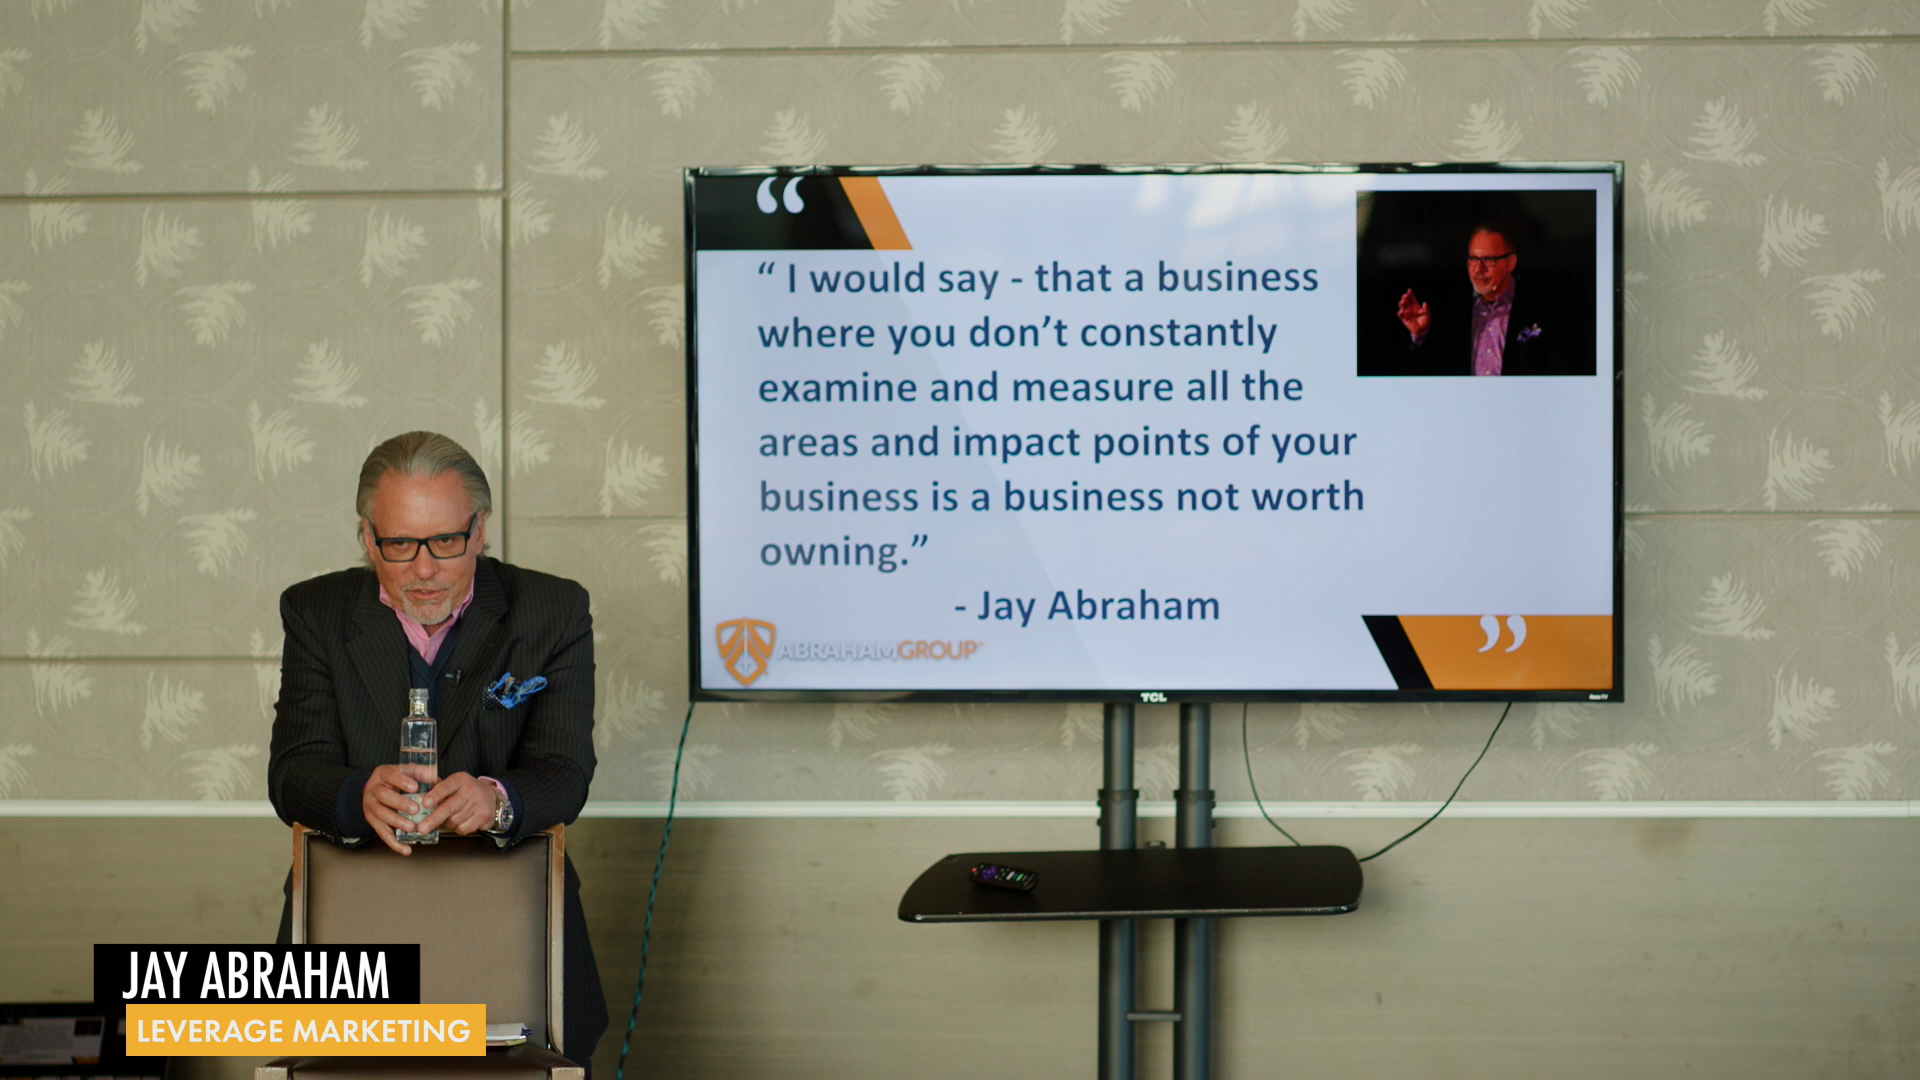 “ I would say - that a business
where you don’t constantly
examine and measure all the
areas and impact points of your
business is a business not worth
owning.”
- Jay Abraham
ABRAHAMGROUP
TCL
JAY ABRAHAM
LEVERAGE MARKETING